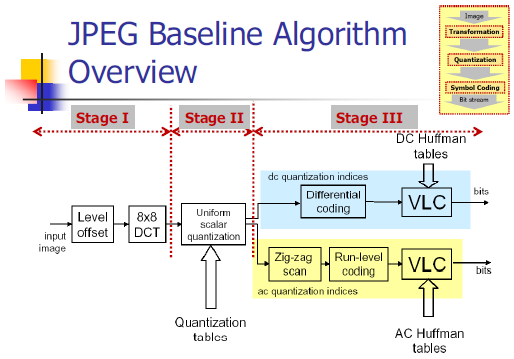 JPEG Baseline Algorithm
Overview
Image
Transformation
Quantization
Symbol Coding
Bit stream
Stage I
Stage II
Stage III
DC Huffman
tables
dc quantization indices
Differential
coding
VLC
bits
Level
offset
8x8
DCT
Uniform
scalar
quantization
input
image
Zig-zag
scan
Run-level
coding
VLC
bits
ac quantization indices
Quantization
tables
AC Huffman
tables